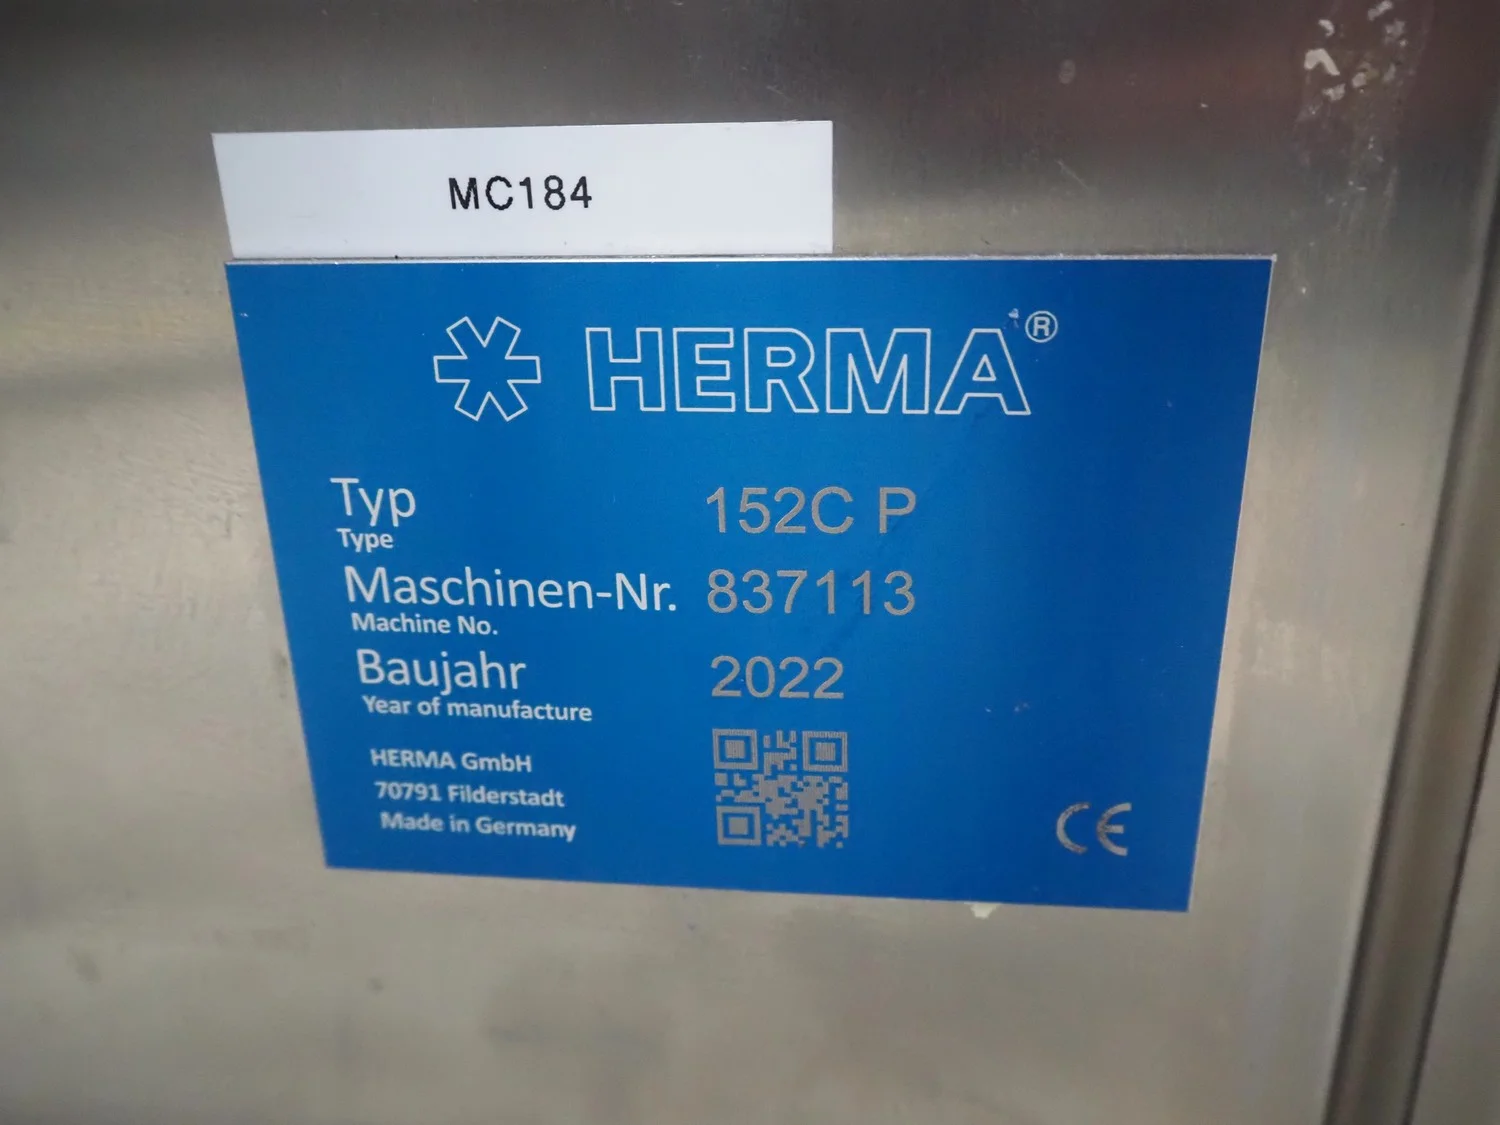 MC184
HERMA®
Typ 152C P
Type
Maschinen-Nr. 837113
Machine No.
Baujahr 2022
Year of manufacture
HERMA GmbH
70791 Filderstadt
Made in Germany
CE